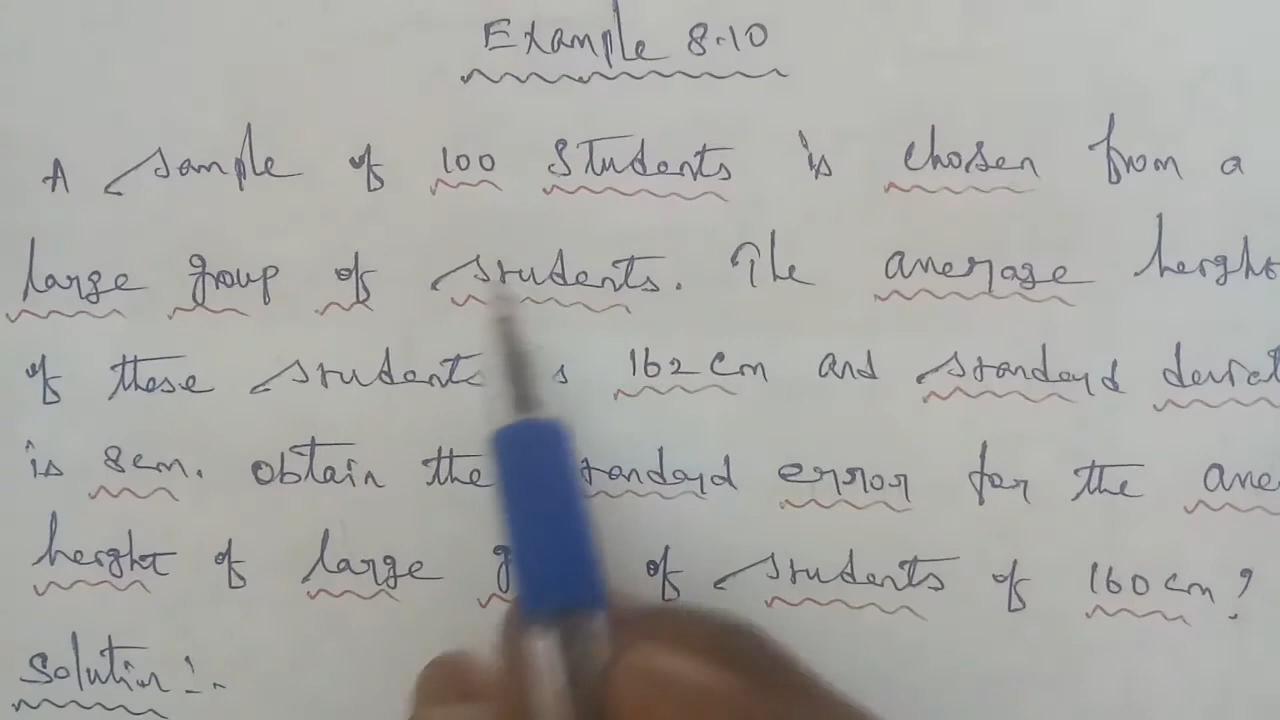 Example 8.10
A sample of 100 students is chosen from a
large group of students. The average height
of these students is 162 cm and standard deviat
is 8cm. obtain the standard error for the ave
height of large g of students of 160 cm?
Solution :-